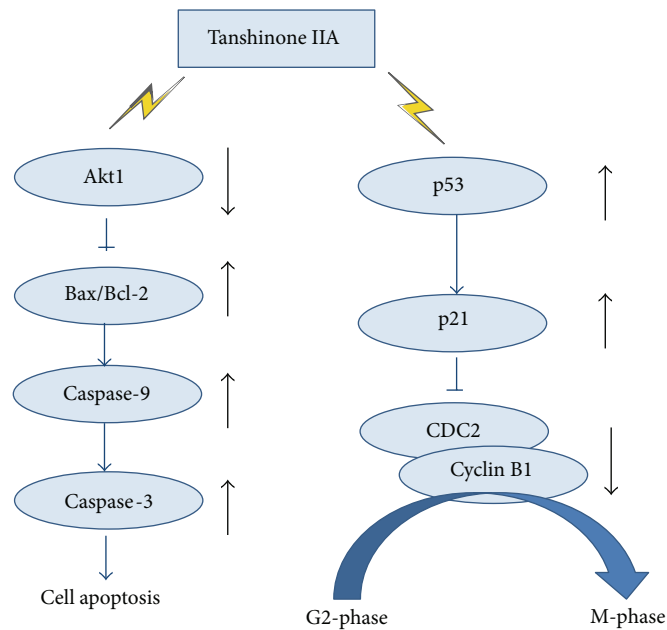 Tanshinone IIA
Akt1
Bax/Bcl-2
Caspase-9
Caspase-3
Cell apoptosis
p53
p21
CDC2
Cyclin B1
G2-phase
M-phase